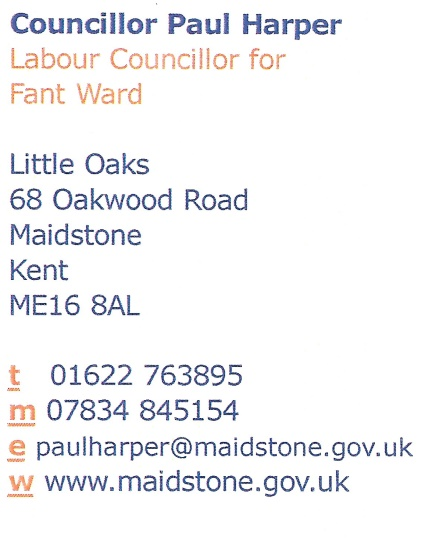 Councillor Paul Harper
Labour Councillor for
Fant Ward
Little Oaks
68 Oakwood Road
Maidstone
Kent
ME16 8AL
t 01622 763895
m 07834 845154
e paulharper@maidstone.gov.uk
w www.maidstone.gov.uk